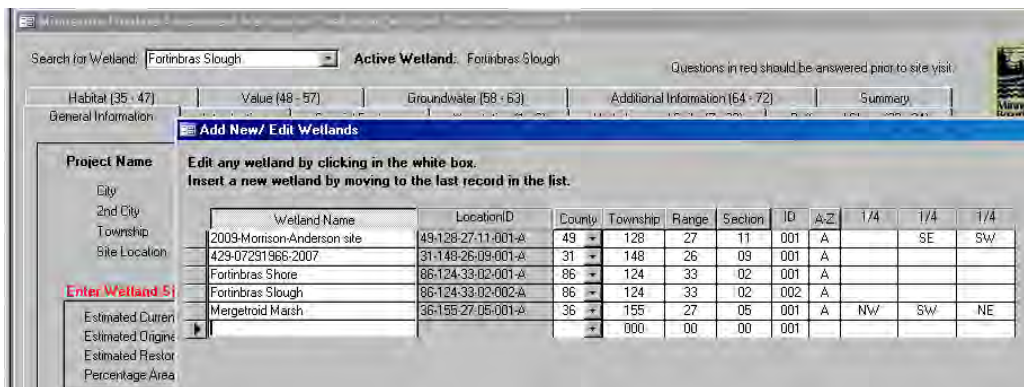 Search for Wetland: Fortinbras Slough Active Wetland: Fortinbras Slough
Questions in red should be answered prior to site visit.
Habitat (35 - 47) Value (48 - 57) Groundwater (58 - 63) Additional Information (64 - 72) Summary
General Information
Add New/ Edit Wetlands
Project Name
Edit any wetland by clicking in the white box.
Insert a new wetland by moving to the last record in the list.
City
2nd City
Township
Site Location
Wetland Name LocationID County Township Range Section ID A-Z 1/4 1/4 1/4
2009-Morrison-Anderson site 49-128-27-11-001-A 49 128 27 11 001 A SE SW
429-07291966-2007 31-148-26-09-001-A 31 148 26 09 001 A
Fortinbras Shore 86-124-33-02-001-A 86 124 33 02 001 A
Fortinbras Slough 86-124-33-02-002-A 86 124 33 02 002 A
Mergetroid Marsh 36-155-27-05-001-A 36 155 27 05 001 A NW SW NE
000 00 00 001
Enter Wetland Si
Estimated Curren
Estimated Origina
Estimated Restor
Percentage Area